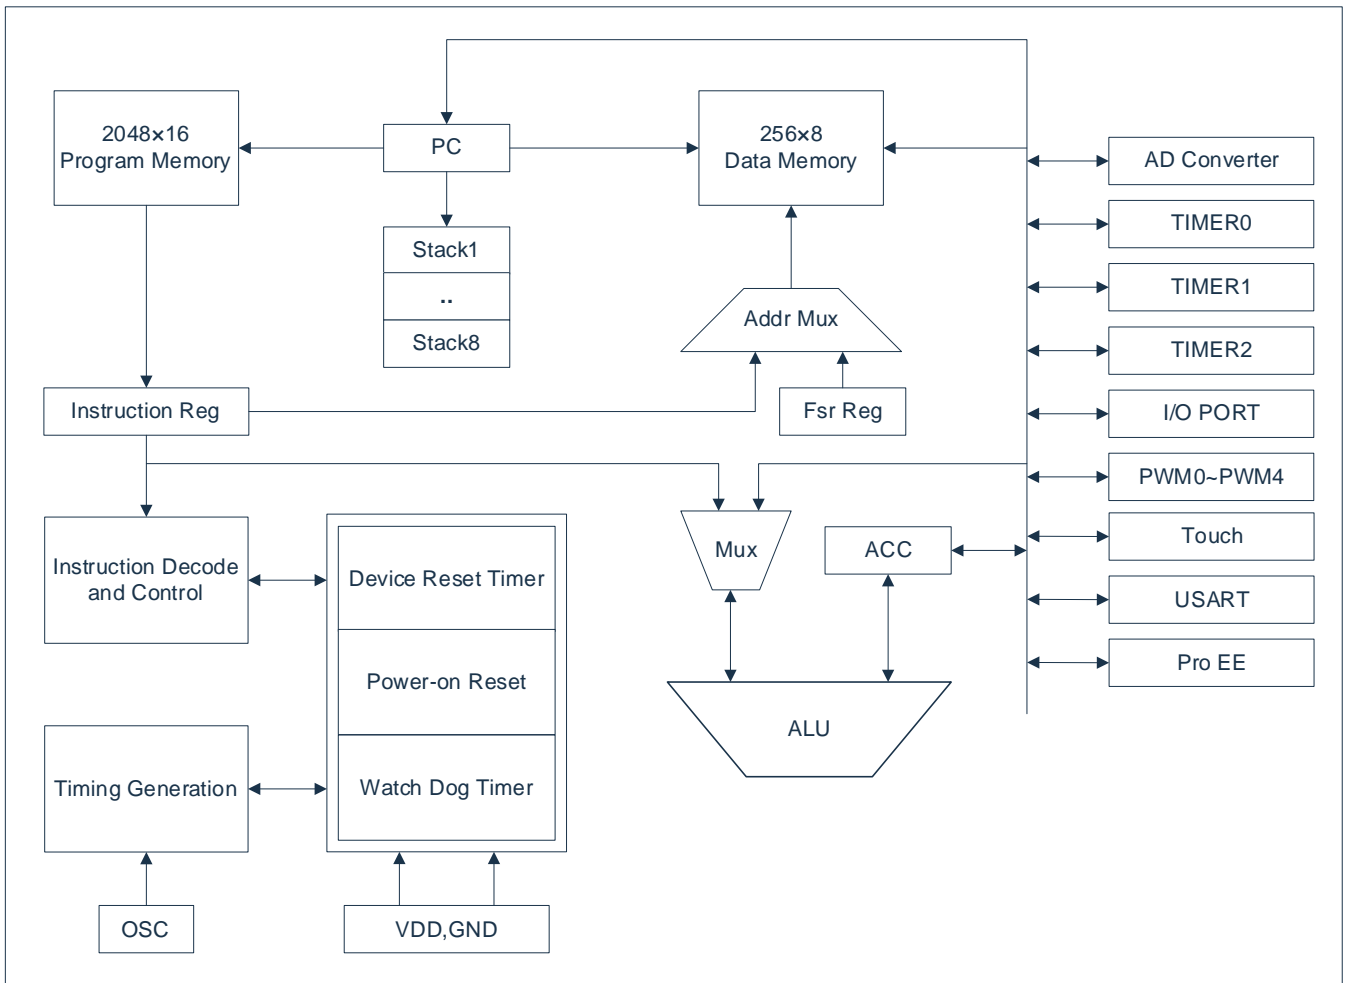 2048×16
Program Memory
PC
256×8
Data Memory
AD Converter
TIMER0
Stack1
TIMER1
..
Addr Mux
Stack8
TIMER2
Instruction Reg
Fsr Reg
I/O PORT
PWM0~PWM4
Instruction Decode
and Control
Device Reset Timer
Mux
ACC
Touch
USART
Power-on Reset
Pro EE
ALU
Timing Generation
Watch Dog Timer
OSC
VDD,GND